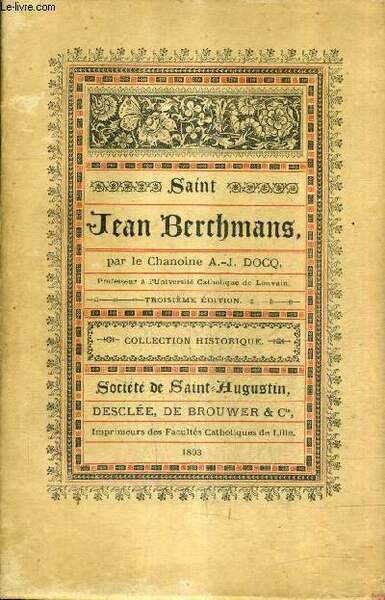 Le-livre.com
Saint
Jean Berchmans,
par le Chanoine A.-J. DOCQ,
Professeur à l'Université Catholique de Louvain.
TROISIÈME ÉDITION.
COLLECTION HISTORIQUE.
Société de Saint-Augustin,
DESCLÉE, DE BROUWER & Cie,
Imprimeurs des Facultés Catholiques de Lille.
1893